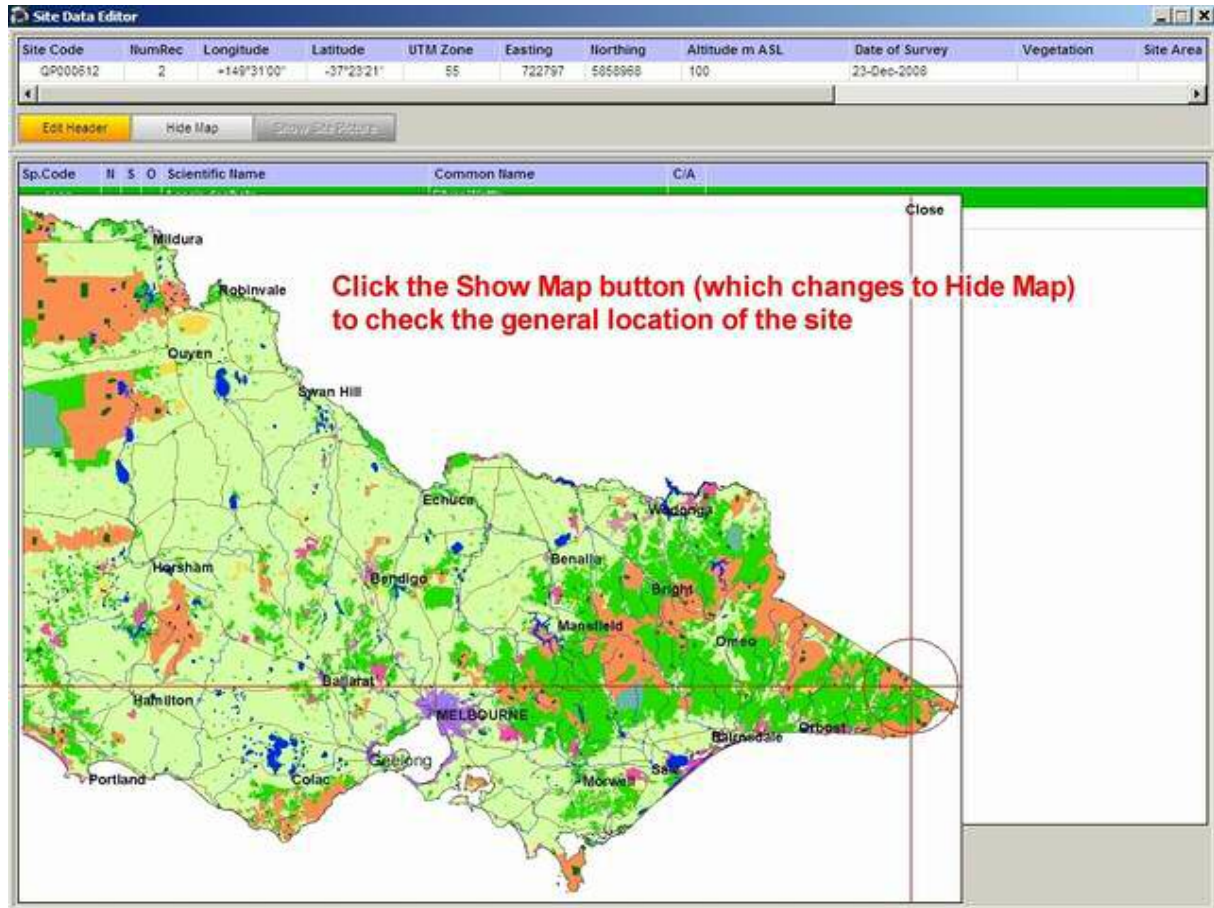 Site Data Editor
Site Code NumRec Longitude Latitude UTM Zone Easting Northing Altitude m ASL Date of Survey Vegetation Site Area
GP000612 2 +149°31'00" -37°23'21" 55 722797 5858968 100 23-Dec-2008
Edit Header Hide Map Show Site Picture
Sp.Code N S O Scientific Name Common Name C/A
Close
Mildura
Robinvale
Click the Show Map button (which changes to Hide Map)
to check the general location of the site
Ouyen
Swan Hill
Echuca
Wodonga
Benalla
Horsham
Bendigo
Bright
Mansfield
Omeo
Ballarat
Hamilton
MELBOURNE
Orbost
Bairnsdale
Geelong
Sale
Portland
Colac
Morwell